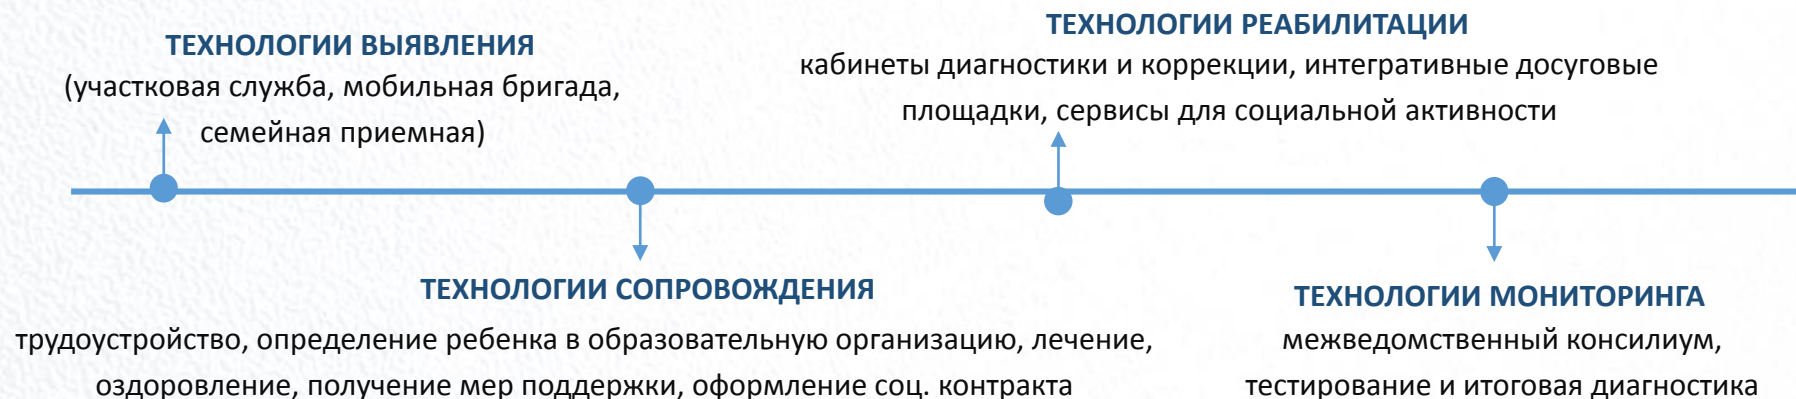 ТЕХНОЛОГИИ ВЫЯВЛЕНИЯ
(участковая служба, мобильная бригада,
семейная приемная)
ТЕХНОЛОГИИ СОПРОВОЖДЕНИЯ
трудоустройство, определение ребенка в образовательную организацию, лечение,
оздоровление, получение мер поддержки, оформление соц. контракта
ТЕХНОЛОГИИ РЕАБИЛИТАЦИИ
кабинеты диагностики и коррекции, интегративные досуговые
площадки, сервисы для социальной активности
ТЕХНОЛОГИИ МОНИТОРИНГА
межведомственный консилиум,
тестирование и итоговая диагностика